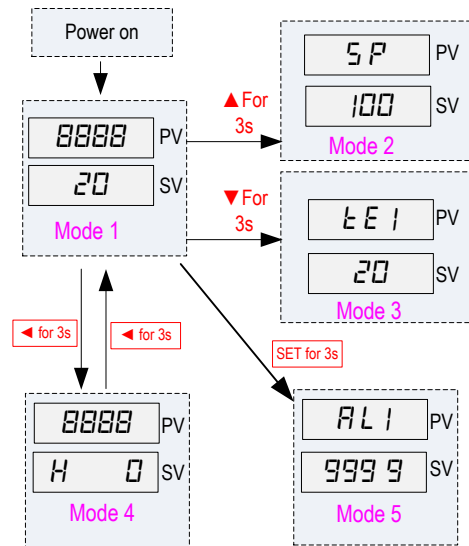 Power on
8888 PV
20 SV
Mode 1
▲For
3s
SP PV
100 SV
Mode 2
▼For
3s
tE1 PV
20 SV
Mode 3
◄ for 3s
◄ for 3s
SET for 3s
8888 PV
H 0 SV
Mode 4
AL1 PV
999 9 SV
Mode 5